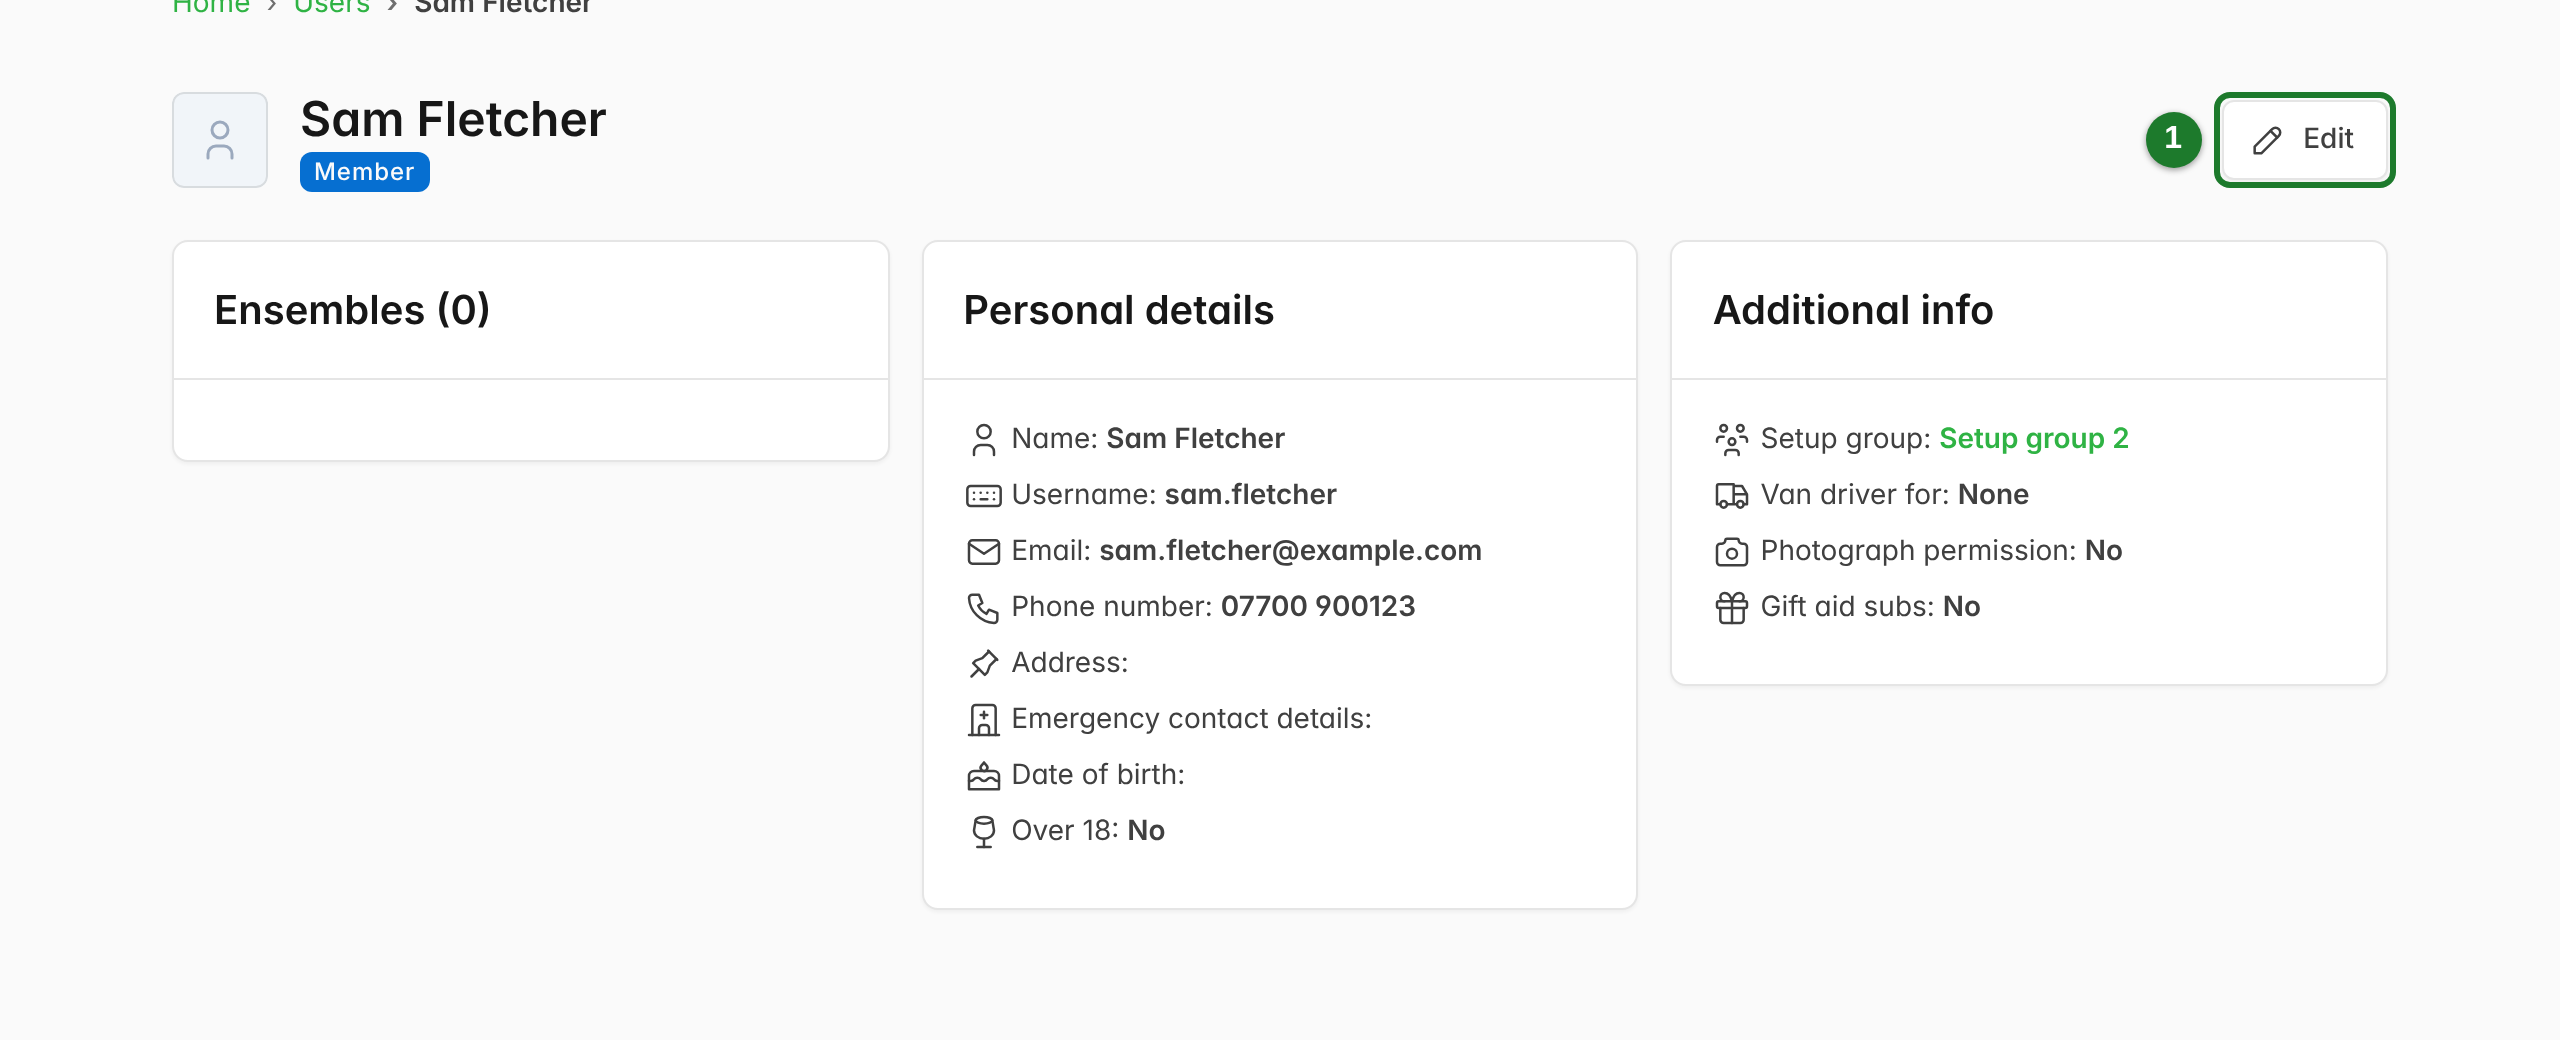 Home › Users › Sam Fletcher
Sam Fletcher
Member
1
Edit
Ensembles (0)
Personal details
Name: Sam Fletcher
Username: sam.fletcher
Email: sam.fletcher@example.com
Phone number: 07700 900123
Address:
Emergency contact details:
Date of birth:
Over 18: No
Additional info
Setup group: Setup group 2
Van driver for: None
Photograph permission: No
Gift aid subs: No